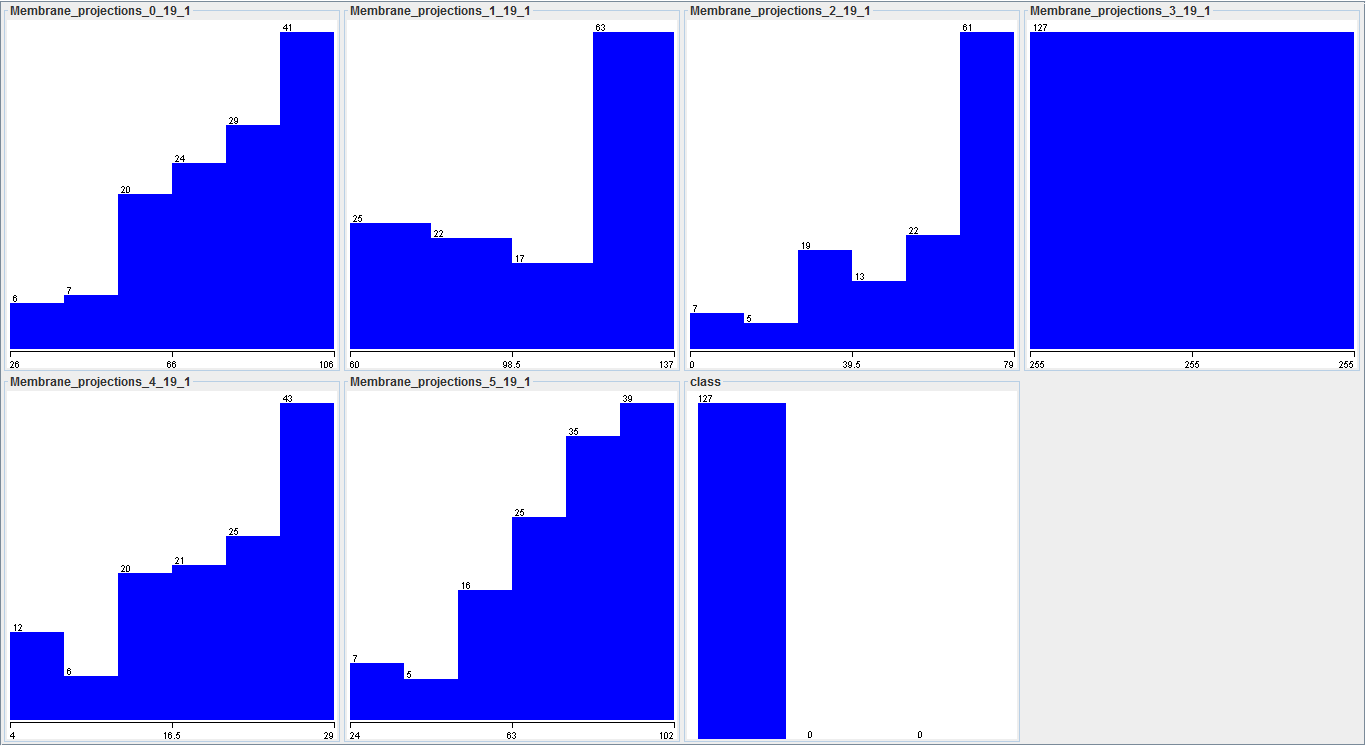 Membrane_projections_0_19_1
41
29
24
20
7
6
26 66 106
Membrane_projections_1_19_1
63
25
22
17
60 98.5 137
Membrane_projections_2_19_1
61
22
19
13
7
5
0 39.5 79
Membrane_projections_3_19_1
127
255 255 255
Membrane_projections_4_19_1
43
25
21
20
12
6
4 16.5 29
Membrane_projections_5_19_1
39
35
25
16
7
5
24 63 102
class
127
0 0